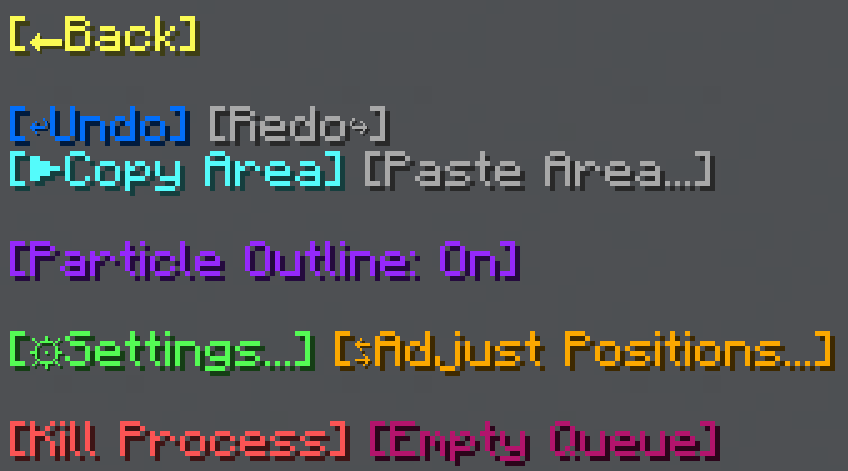 [←Back]
[↩Undo] [Redo↪]
[▶Copy Area] [Paste Area...]
[Particle Outline: On]
[☼Settings...] [⇆Adjust Positions...]
[Kill Process] [Empty Queue]